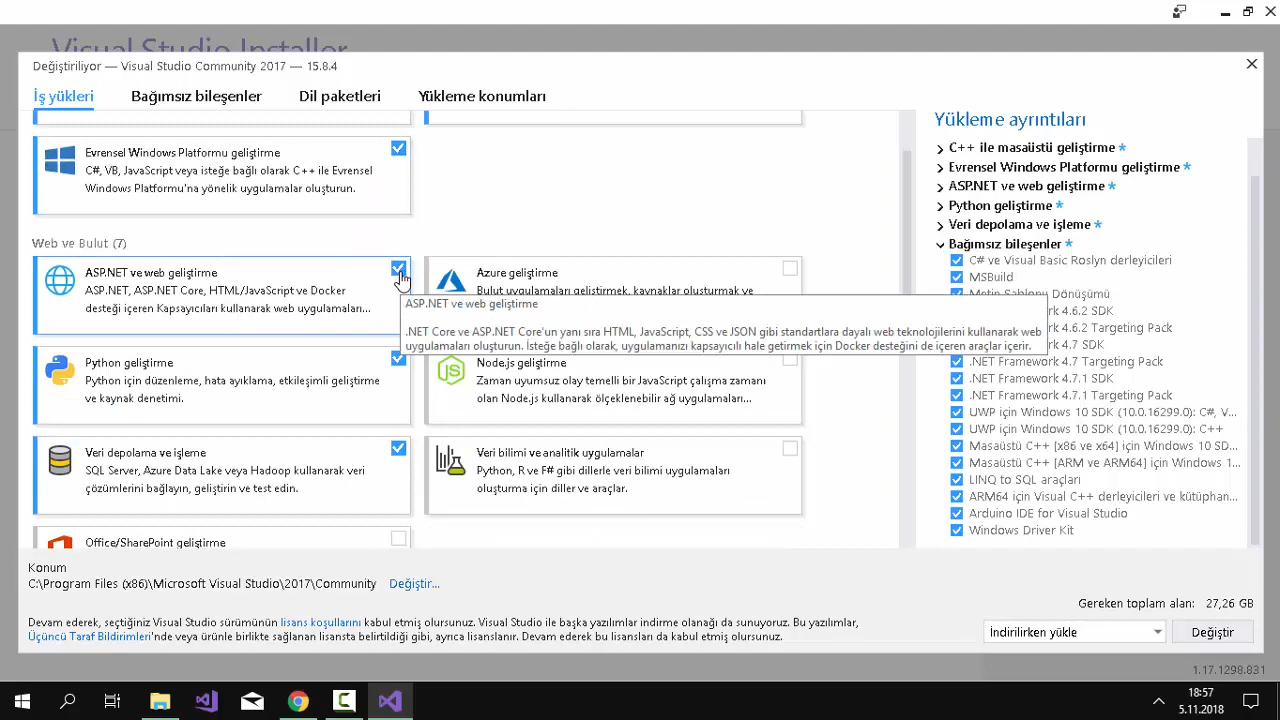 Visual Studio Installer
Değiştiriliyor — Visual Studio Community 2017 — 15.8.4
İş yükleri
Bağımsız bileşenler
Dil paketleri
Yükleme konumları
Evrensel Windows Platformu geliştirme
C#, VB, JavaScript veya isteğe bağlı olarak C++ ile Evrensel
Windows Platformu'na yönelik uygulamalar oluşturun.
Web ve Bulut (7)
ASP.NET ve web geliştirme
ASP.NET, ASP.NET Core, HTML/JavaScript ve Docker
desteği içeren Kapsayıcıları kullanarak web uygulamaları...
Azure geliştirme
Bulut uygulamaları geliştirmek, kaynaklar oluşturmak ve
ASP.NET ve web geliştirme
.NET Core ve ASP.NET Core'un yanı sıra HTML, JavaScript, CSS ve JSON gibi standartlara dayalı web teknolojilerini kullanarak web
uygulamaları oluşturun. İsteğe bağlı olarak, uygulamanızı kapsayıcılı hale getirmek için Docker desteğini de içeren araçlar içerir.
Python geliştirme
Python için düzenleme, hata ayıklama, etkileşimli geliştirme
ve kaynak denetimi.
Node.js geliştirme
Zaman uyumsuz olay temelli bir JavaScript çalışma zamanı
olan Node.js kullanarak ölçeklenebilir ağ uygulamaları...
Veri depolama ve işleme
SQL Server, Azure Data Lake veya Hadoop kullanarak veri
çözümlerini bağlayın, geliştirin ve test edin.
Veri bilimi ve analitik uygulamalar
Python, R ve F# gibi dillerle veri bilimi uygulamaları
oluşturma için diller ve araçlar.
Office/SharePoint geliştirme
Yükleme ayrıntıları
C++ ile masaüstü geliştirme *
Evrensel Windows Platformu geliştirme *
ASP.NET ve web geliştirme *
Python geliştirme *
Veri depolama ve işleme *
Bağımsız bileşenler *
C# ve Visual Basic Roslyn derleyicileri
MSBuild
Metin Şablonu Dönüşümü
4.6.2 SDK
4.6.2 Targeting Pack
4.7 SDK
.NET Framework 4.7 Targeting Pack
.NET Framework 4.7.1 SDK
.NET Framework 4.7.1 Targeting Pack
UWP için Windows 10 SDK (10.0.16299.0): C#, V...
UWP için Windows 10 SDK (10.0.16299.0): C++
Masaüstü C++ [x86 ve x64] için Windows 10 SD...
Masaüstü C++ [ARM ve ARM64] için Windows 1...
LINQ to SQL araçları
ARM64 için Visual C++ derleyicileri ve kütüphan...
Arduino IDE for Visual Studio
Windows Driver Kit
Konum
C:\Program Files (x86)\Microsoft Visual Studio\2017\Community Değiştir...
Gereken toplam alan: 27,26 GB
Devam ederek, seçtiğiniz Visual Studio sürümünün lisans koşullarını kabul etmiş olursunuz. Visual Studio ile başka yazılımlar indirme olanağı da sunuyoruz. Bu yazılımlar,
Üçüncü Taraf Bildirimleri'nde veya ürünle birlikte sağlanan lisansta belirtildiği gibi, ayrıca lisanslanır. Devam ederek bu lisansları da kabul etmiş olursunuz.
İndirilirken yükle
Değiştir
1.17.1298.831
18:57
5.11.2018